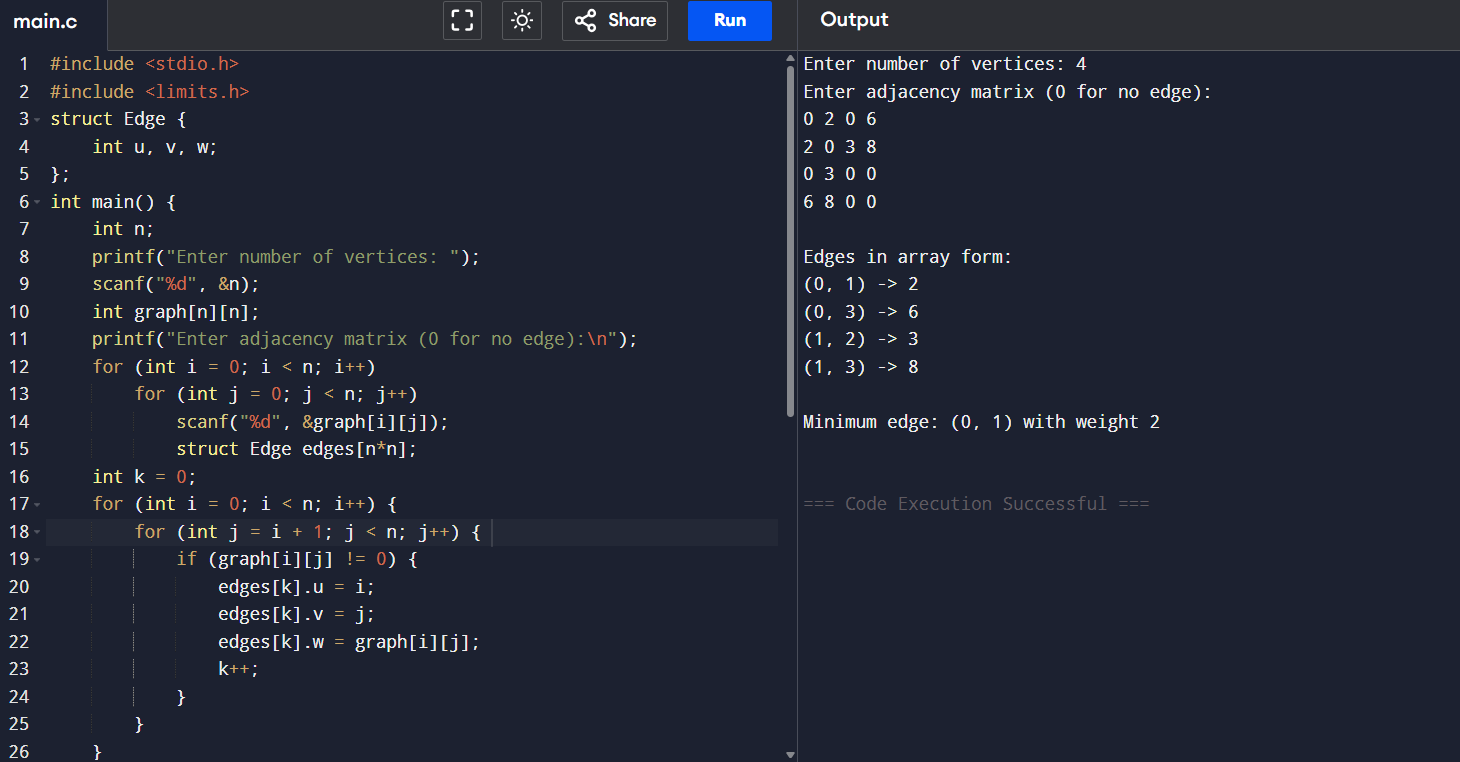 main.c
Share
Run
Output
1 #include <stdio.h>
2 #include <limits.h>
3 struct Edge {
4     int u, v, w;
5 };
6 int main() {
7     int n;
8     printf("Enter number of vertices: ");
9     scanf("%d", &n);
10     int graph[n][n];
11     printf("Enter adjacency matrix (0 for no edge):\n");
12     for (int i = 0; i < n; i++)
13         for (int j = 0; j < n; j++)
14             scanf("%d", &graph[i][j]);
15             struct Edge edges[n*n];
16     int k = 0;
17     for (int i = 0; i < n; i++) {
18         for (int j = i + 1; j < n; j++) {
19             if (graph[i][j] != 0) {
20                 edges[k].u = i;
21                 edges[k].v = j;
22                 edges[k].w = graph[i][j];
23                 k++;
24             }
25         }
26     }
Enter number of vertices: 4
Enter adjacency matrix (0 for no edge):
0 2 0 6
2 0 3 8
0 3 0 0
6 8 0 0
Edges in array form:
(0, 1) -> 2
(0, 3) -> 6
(1, 2) -> 3
(1, 3) -> 8
Minimum edge: (0, 1) with weight 2
=== Code Execution Successful ===